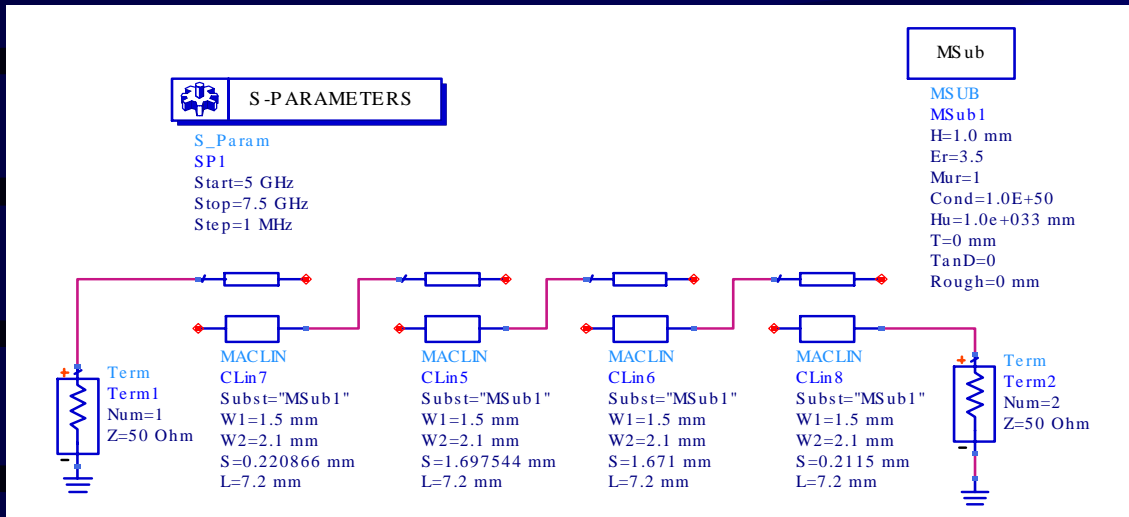 MSub
S-PARAMETERS
MSUB
MSub1
H=1.0 mm
Er=3.5
Mur=1
Cond=1.0E+50
Hu=1.0e+033 mm
T=0 mm
TanD=0
Rough=0 mm
S_Param
SP1
Start=5 GHz
Stop=7.5 GHz
Step=1 MHz
+
Term
Term1
Num=1
Z=50 Ohm
-
MACLIN
CLin7
Subst="MSub1"
W1=1.5 mm
W2=2.1 mm
S=0.220866 mm
L=7.2 mm
MACLIN
CLin5
Subst="MSub1"
W1=1.5 mm
W2=2.1 mm
S=1.697544 mm
L=7.2 mm
MACLIN
CLin6
Subst="MSub1"
W1=1.5 mm
W2=2.1 mm
S=1.671 mm
L=7.2 mm
MACLIN
CLin8
Subst="MSub1"
W1=1.5 mm
W2=2.1 mm
S=0.2115 mm
L=7.2 mm
+
Term
Term2
Num=2
Z=50 Ohm
-